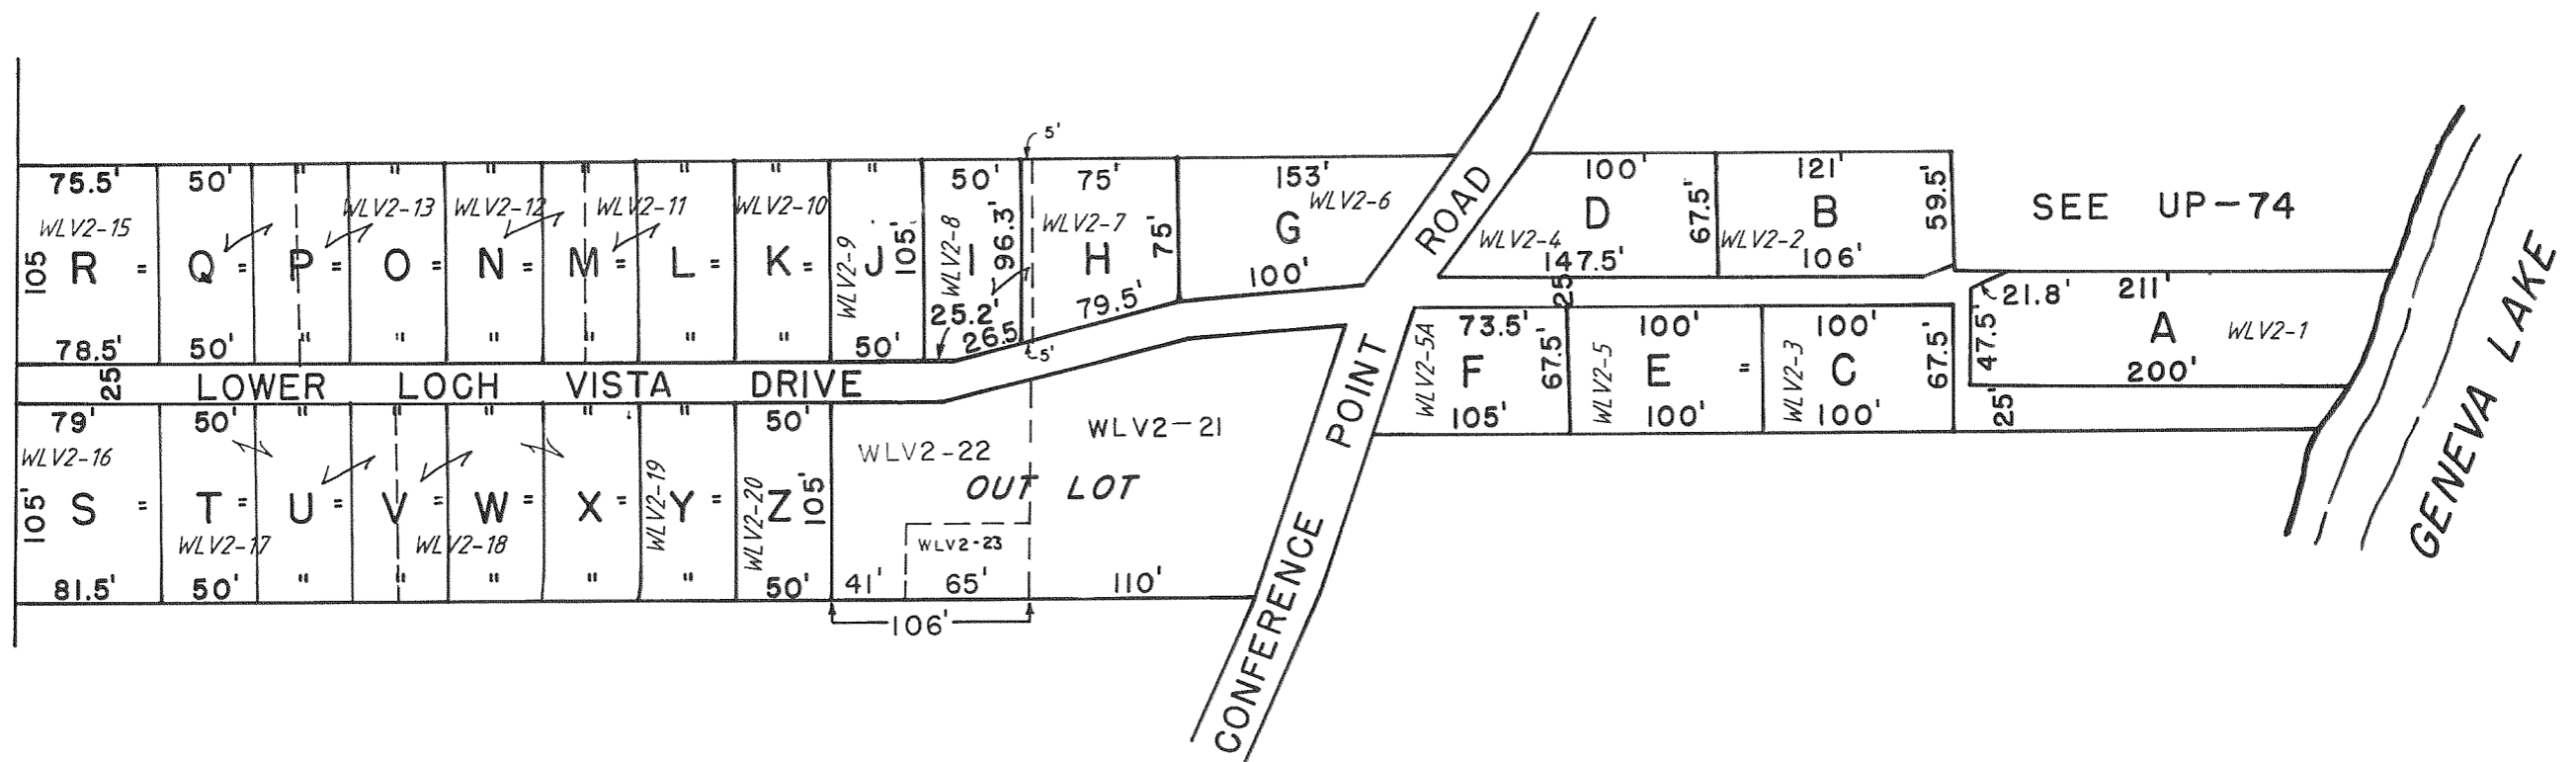 5'
75.5' 50' " " " " " " " 50' 75' 153' 100' 121'
WLV2-15 WLV2-13 WLV2-12 WLV2-11 WLV2-10 WLV2-9 WLV2-8 WLV2-7 WLV2-6 WLV2-4 WLV2-2
105 R = Q = P = O = N = M = L = K = J 105' I 96.3' H 75' G D 67.5' B 59.5'
SEE UP-74
100' 147.5' 106'
78.5' 50' " " " " " " 50' 25.2' 26.5 5' 79.5'
25 LOWER LOCH VISTA DRIVE
CONFERENCE POINT ROAD
25
21.8' 211'
47.5' A WLV2-1
200'
25'
73.5' 100' 100'
WLV2-5A F 67.5' WLV2-5 E = WLV2-3 C 67.5'
105' 100' 100'
GENEVA LAKE
79' 50' " " " " " 50'
WLV2-16 WLV2-19 WLV2-20 WLV2-22 WLV2-21
105' S = T = U = V = W = X = Y = Z 105' OUT LOT
WLV2-17 WLV2-18 WLV2-23
81.5' 50' " " " " " 50' 41' 65' 110'
106'